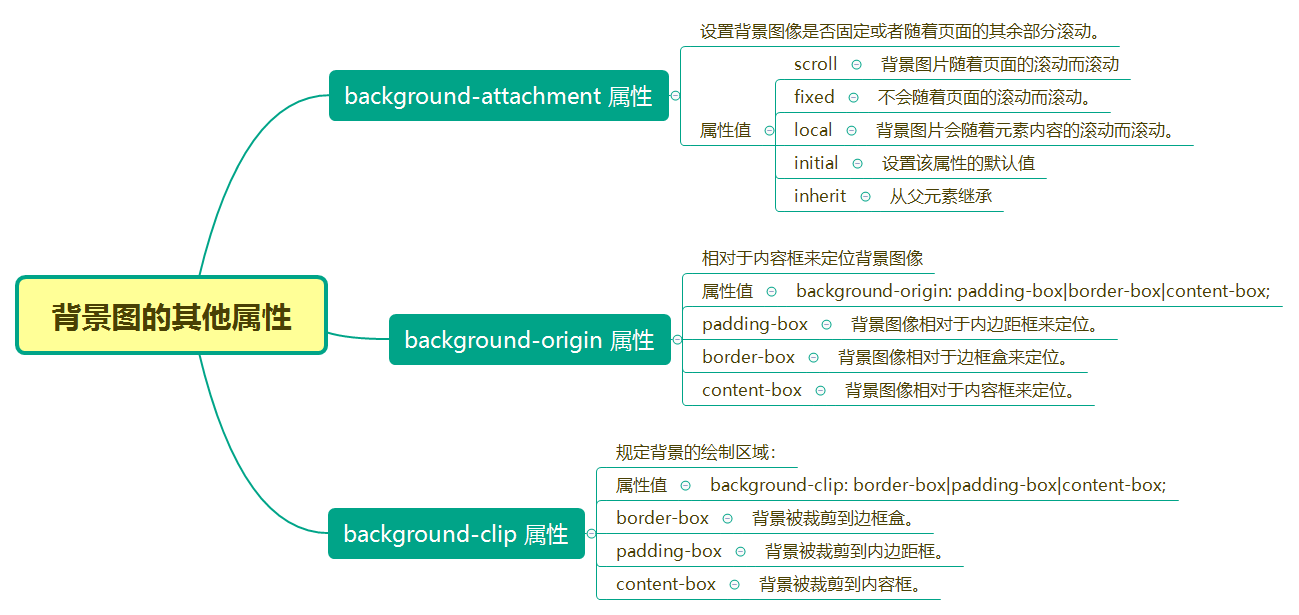 背景图的其他属性
background-attachment 属性
设置背景图像是否固定或者随着页面的其余部分滚动。
属性值
scroll 背景图片随着页面的滚动而滚动
fixed 不会随着页面的滚动而滚动。
local 背景图片会随着元素内容的滚动而滚动。
initial 设置该属性的默认值
inherit 从父元素继承
background-origin 属性
相对于内容框来定位背景图像
属性值 background-origin: padding-box|border-box|content-box;
padding-box 背景图像相对于内边距框来定位。
border-box 背景图像相对于边框盒来定位。
content-box 背景图像相对于内容框来定位。
background-clip 属性
规定背景的绘制区域：
属性值 background-clip: border-box|padding-box|content-box;
border-box 背景被裁剪到边框盒。
padding-box 背景被裁剪到内边距框。
content-box 背景被裁剪到内容框。